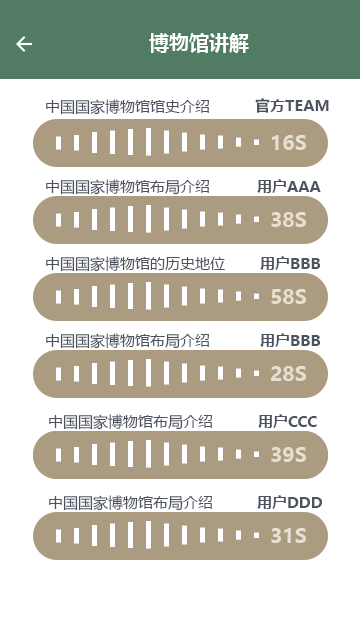 博物馆讲解
中国国家博物馆馆史介绍 官方TEAM
16S
中国国家博物馆布局介绍 用户AAA
38S
中国国家博物馆的历史地位 用户BBB
58S
中国国家博物馆布局介绍 用户BBB
28S
中国国家博物馆布局介绍 用户CCC
39S
中国国家博物馆布局介绍 用户DDD
31S